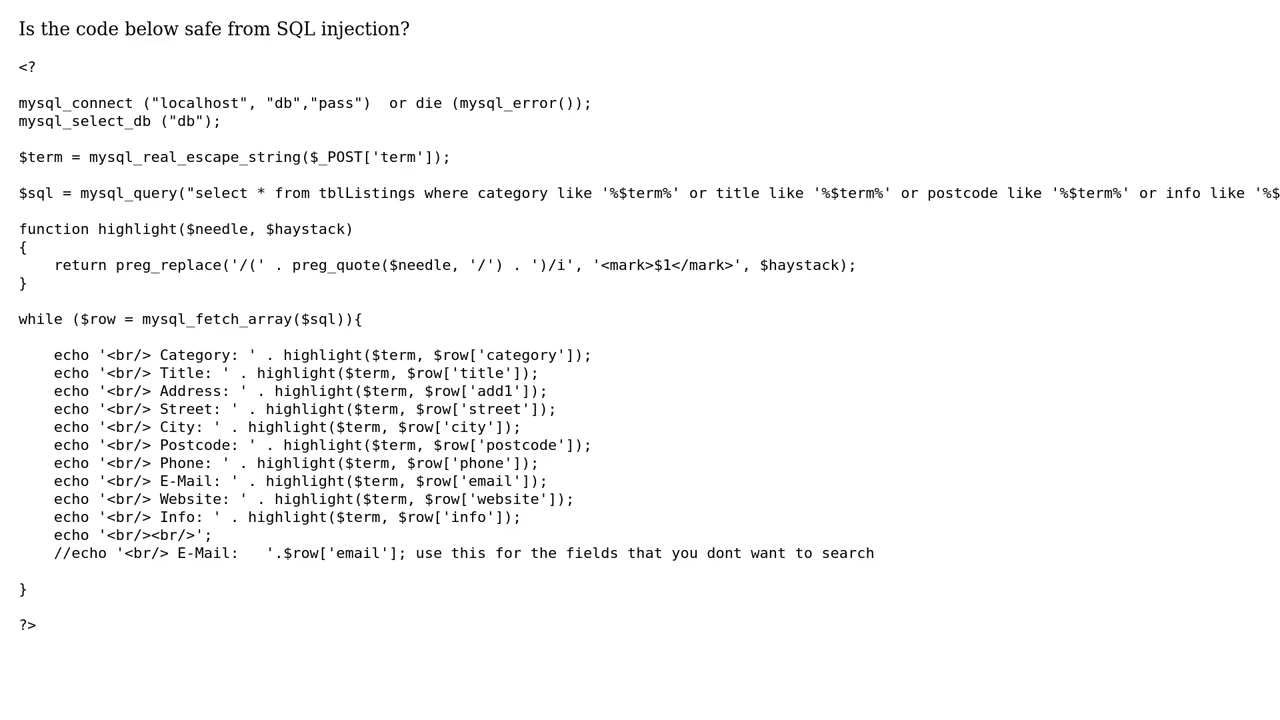 Is the code below safe from SQL injection?
<?
mysql_connect ("localhost", "db","pass")  or die (mysql_error());
mysql_select_db ("db");
$term = mysql_real_escape_string($_POST['term']);
$sql = mysql_query("select * from tblListings where category like '%$term%' or title like '%$term%' or postcode like '%$term%' or info like '%$
function highlight($needle, $haystack)
{
    return preg_replace('/(' . preg_quote($needle, '/') . ')/i', '<mark>$1</mark>', $haystack);
}
while ($row = mysql_fetch_array($sql)){
    echo '<br/> Category: ' . highlight($term, $row['category']);
    echo '<br/> Title: ' . highlight($term, $row['title']);
    echo '<br/> Address: ' . highlight($term, $row['add1']);
    echo '<br/> Street: ' . highlight($term, $row['street']);
    echo '<br/> City: ' . highlight($term, $row['city']);
    echo '<br/> Postcode: ' . highlight($term, $row['postcode']);
    echo '<br/> Phone: ' . highlight($term, $row['phone']);
    echo '<br/> E-Mail: ' . highlight($term, $row['email']);
    echo '<br/> Website: ' . highlight($term, $row['website']);
    echo '<br/> Info: ' . highlight($term, $row['info']);
    echo '<br/><br/>';
    //echo '<br/> E-Mail:   '.$row['email']; use this for the fields that you dont want to search
}
?>